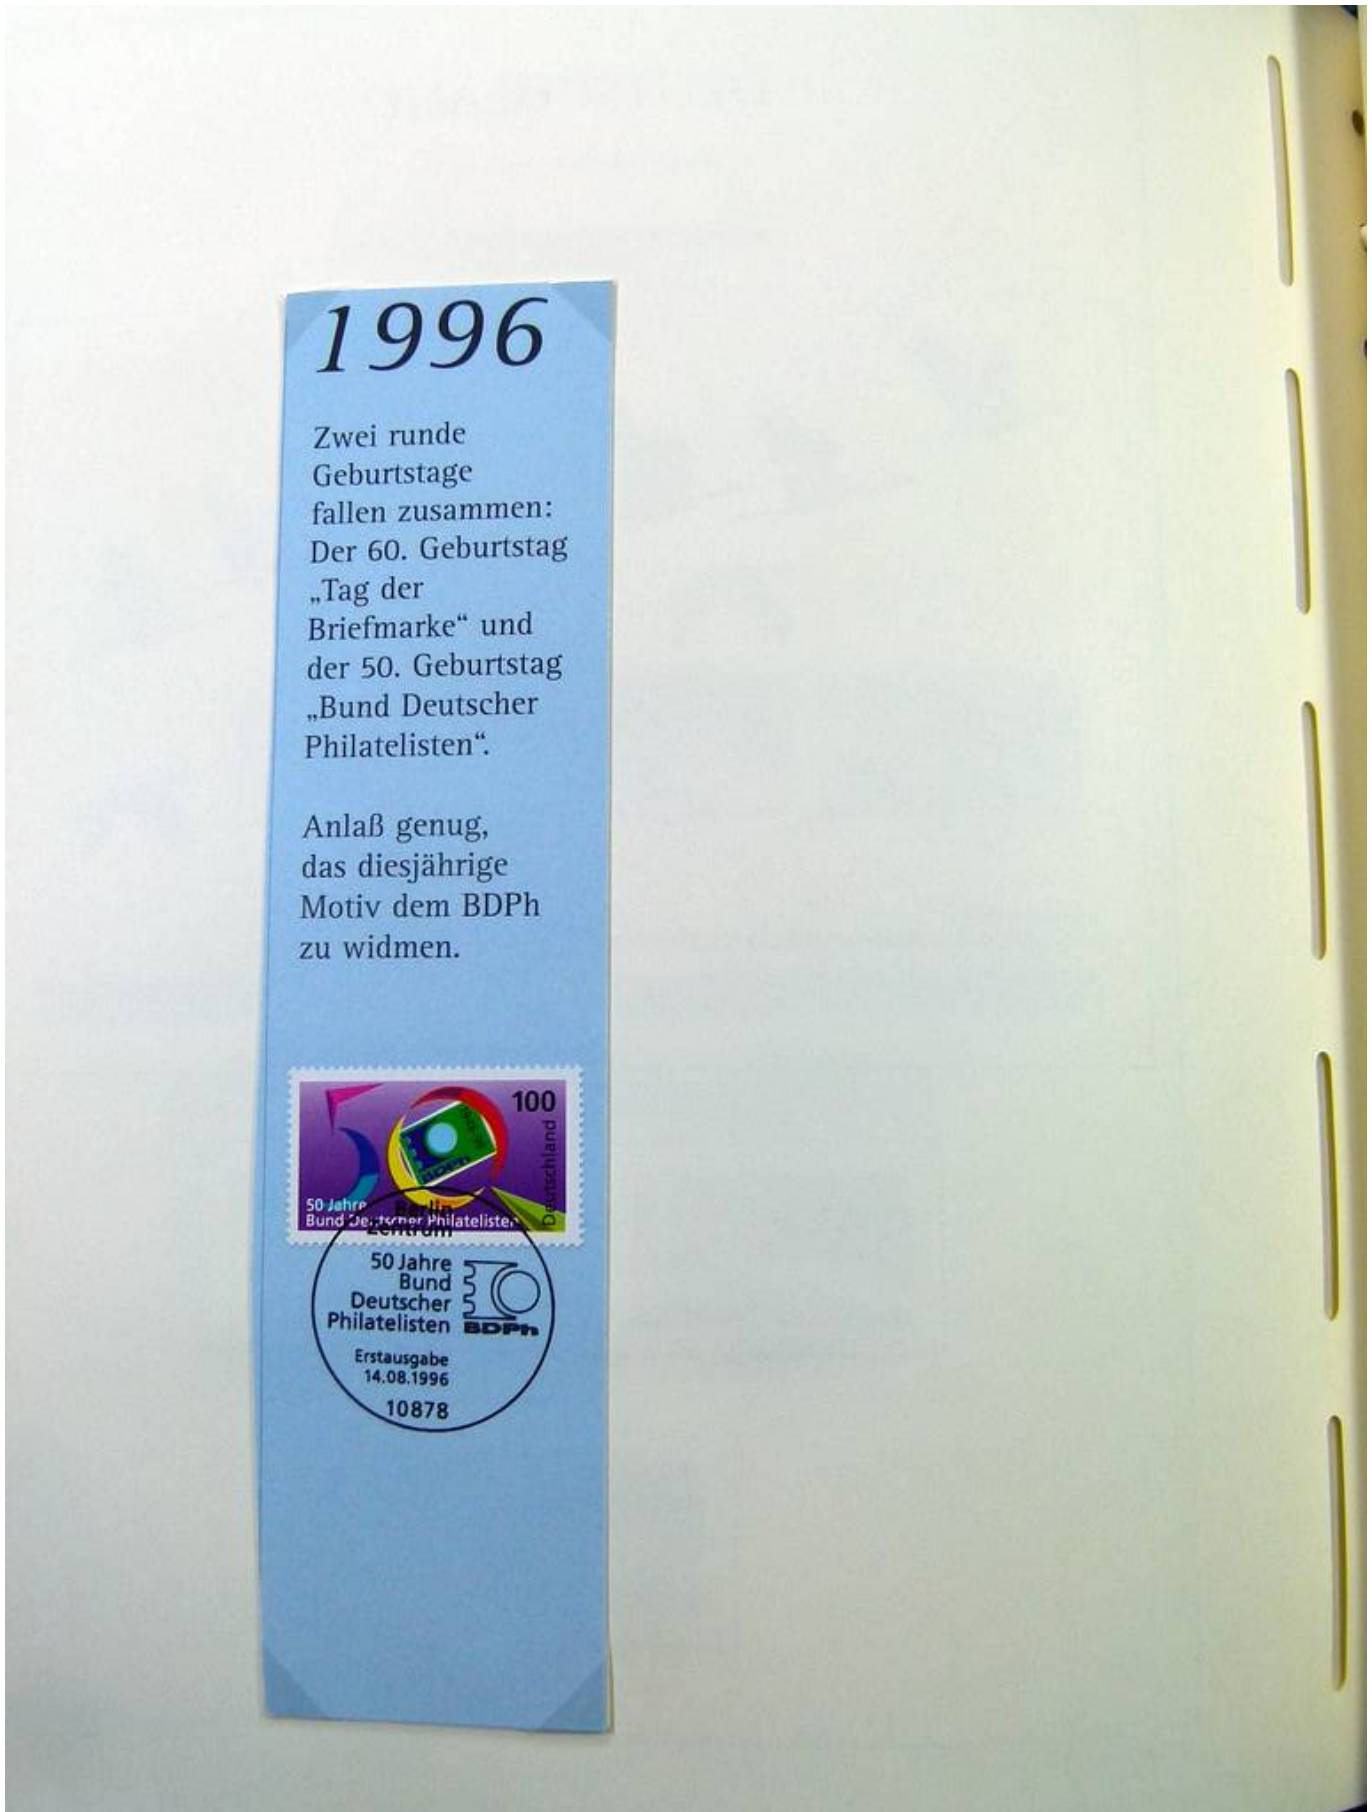 1996
Zwei runde
Geburtstage
fallen zusammen:
Der 60. Geburtstag
„Tag der
Briefmarke“ und
der 50. Geburtstag
„Bund Deutscher
Philatelisten“.
Anlaß genug,
das diesjährige
Motiv dem BDPh
zu widmen.
100
Deutschland
BDPh
50 Jahre
Bund Deutscher Philatelisten
Berlin
Zentrum
50 Jahre
Bund
Deutscher
Philatelisten
BDPh
Erstausgabe
14.08.1996
10878